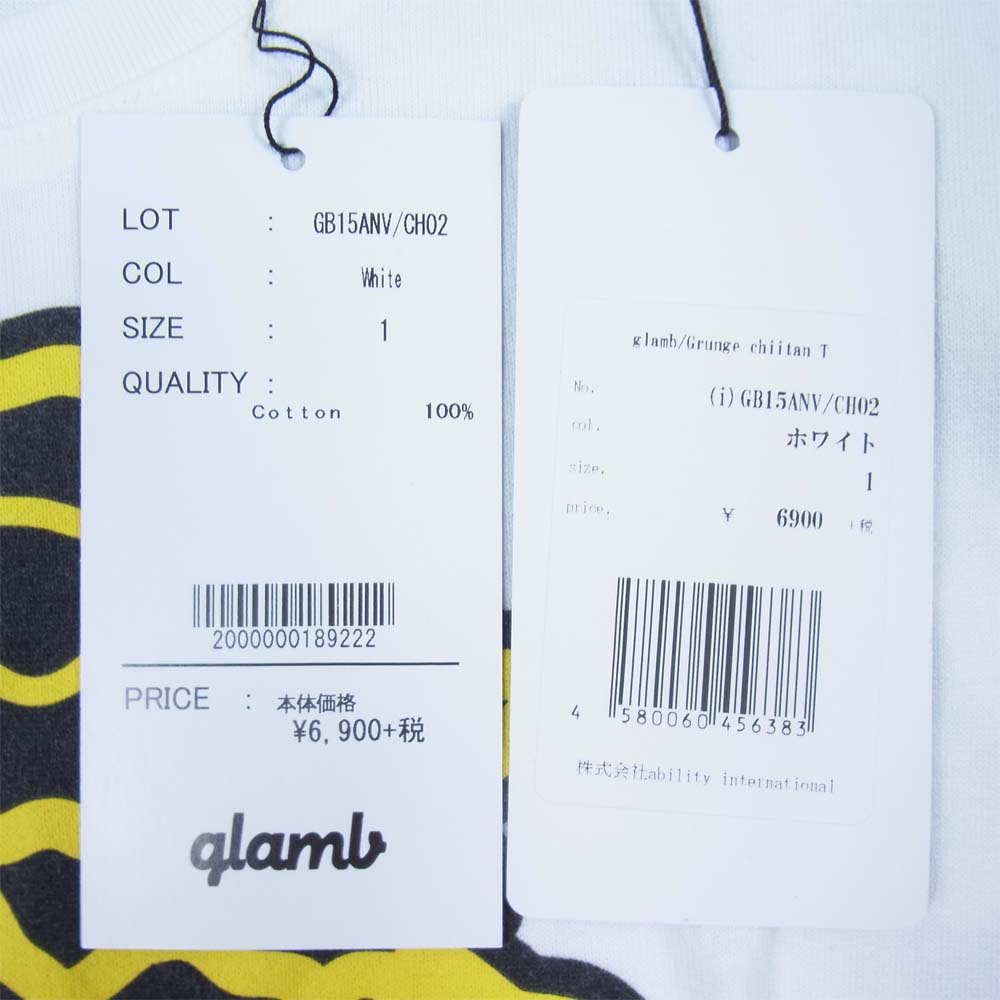 LOT : GB15ANV/CH02
COL : White
SIZE : 1
QUALITY :
Cotton 100%
2000000189222
PRICE : 本体価格
¥6,900+税
glamb
glamb/Grunge chiitan T
No. (i)GB15ANV/CH02
col. ホワイト
size. 1
price. ¥ 6900 +税
4 580060 456383
株式会社ability international